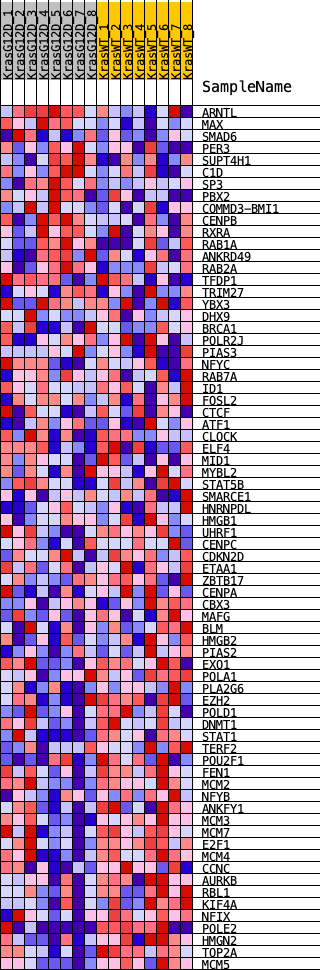 KrasG12D_1
KrasG12D_2
KrasG12D_3
KrasG12D_4
KrasG12D_5
KrasG12D_6
KrasG12D_7
KrasG12D_8
KrasWT_1
KrasWT_2
KrasWT_3
KrasWT_4
KrasWT_5
KrasWT_6
KrasWT_7
KrasWT_8
SampleName
ARNTL
MAX
SMAD6
PER3
SUPT4H1
C1D
SP3
PBX2
COMMD3-BMI1
CENPB
RXRA
RAB1A
ANKRD49
RAB2A
TFDP1
TRIM27
YBX3
DHX9
BRCA1
POLR2J
PIAS3
NFYC
RAB7A
ID1
FOSL2
CTCF
ATF1
CLOCK
ELF4
MID1
MYBL2
STAT5B
SMARCE1
HNRNPDL
HMGB1
UHRF1
CENPC
CDKN2D
ETAA1
ZBTB17
CENPA
CBX3
MAFG
BLM
HMGB2
PIAS2
EXO1
POLA1
PLA2G6
EZH2
POLD1
DNMT1
STAT1
TERF2
POU2F1
FEN1
MCM2
NFYB
ANKFY1
MCM3
MCM7
E2F1
MCM4
CCNC
AURKB
RBL1
KIF4A
NFIX
POLE2
HMGN2
TOP2A
MCM5